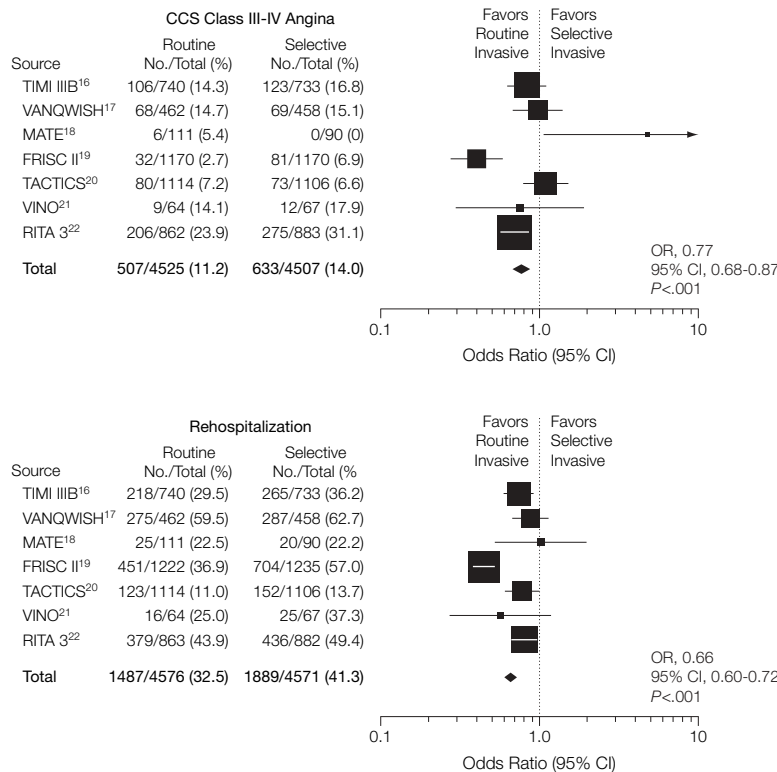 CCS Class III-IV Angina
Favors Routine Invasive
Favors Selective Invasive
Source
Routine No./Total (%)
Selective No./Total (%)
TIMI IIIB16 106/740 (14.3) 123/733 (16.8)
VANQWISH17 68/462 (14.7) 69/458 (15.1)
MATE18 6/111 (5.4) 0/90 (0)
FRISC II19 32/1170 (2.7) 81/1170 (6.9)
TACTICS20 80/1114 (7.2) 73/1106 (6.6)
VINO21 9/64 (14.1) 12/67 (17.9)
RITA 322 206/862 (23.9) 275/883 (31.1)
Total 507/4525 (11.2) 633/4507 (14.0)
OR, 0.77
95% CI, 0.68-0.87
P<.001
0.1 1.0 10
Odds Ratio (95% CI)
Rehospitalization
Favors Routine Invasive
Favors Selective Invasive
Source
Routine No./Total (%)
Selective No./Total (%
TIMI IIIB16 218/740 (29.5) 265/733 (36.2)
VANQWISH17 275/462 (59.5) 287/458 (62.7)
MATE18 25/111 (22.5) 20/90 (22.2)
FRISC II19 451/1222 (36.9) 704/1235 (57.0)
TACTICS20 123/1114 (11.0) 152/1106 (13.7)
VINO21 16/64 (25.0) 25/67 (37.3)
RITA 322 379/863 (43.9) 436/882 (49.4)
Total 1487/4576 (32.5) 1889/4571 (41.3)
OR, 0.66
95% CI, 0.60-0.72
P<.001
0.1 1.0 10
Odds Ratio (95% CI)